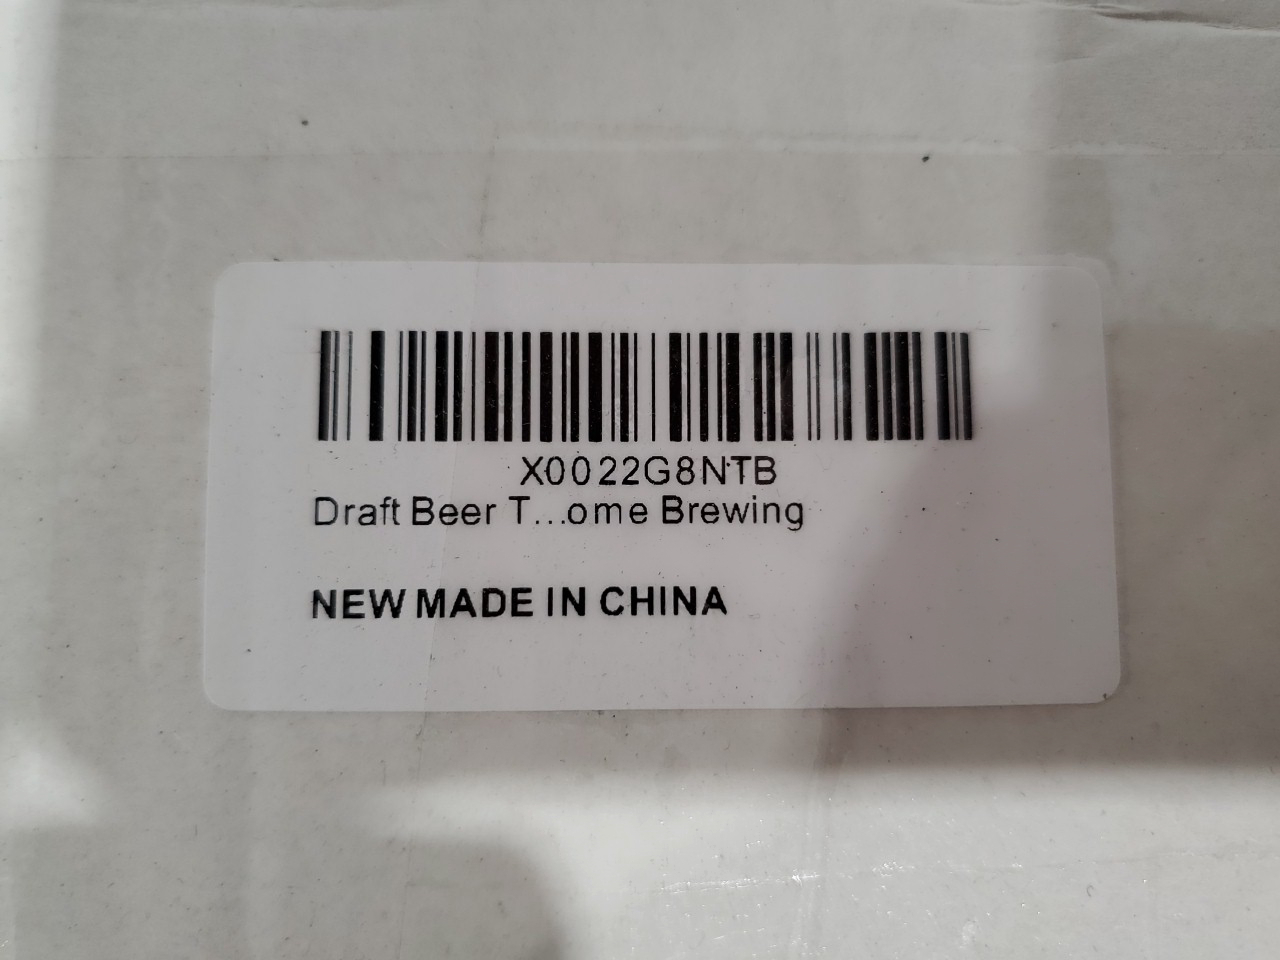 X0022G8NTB
Draft Beer T...ome Brewing
NEW MADE IN CHINA